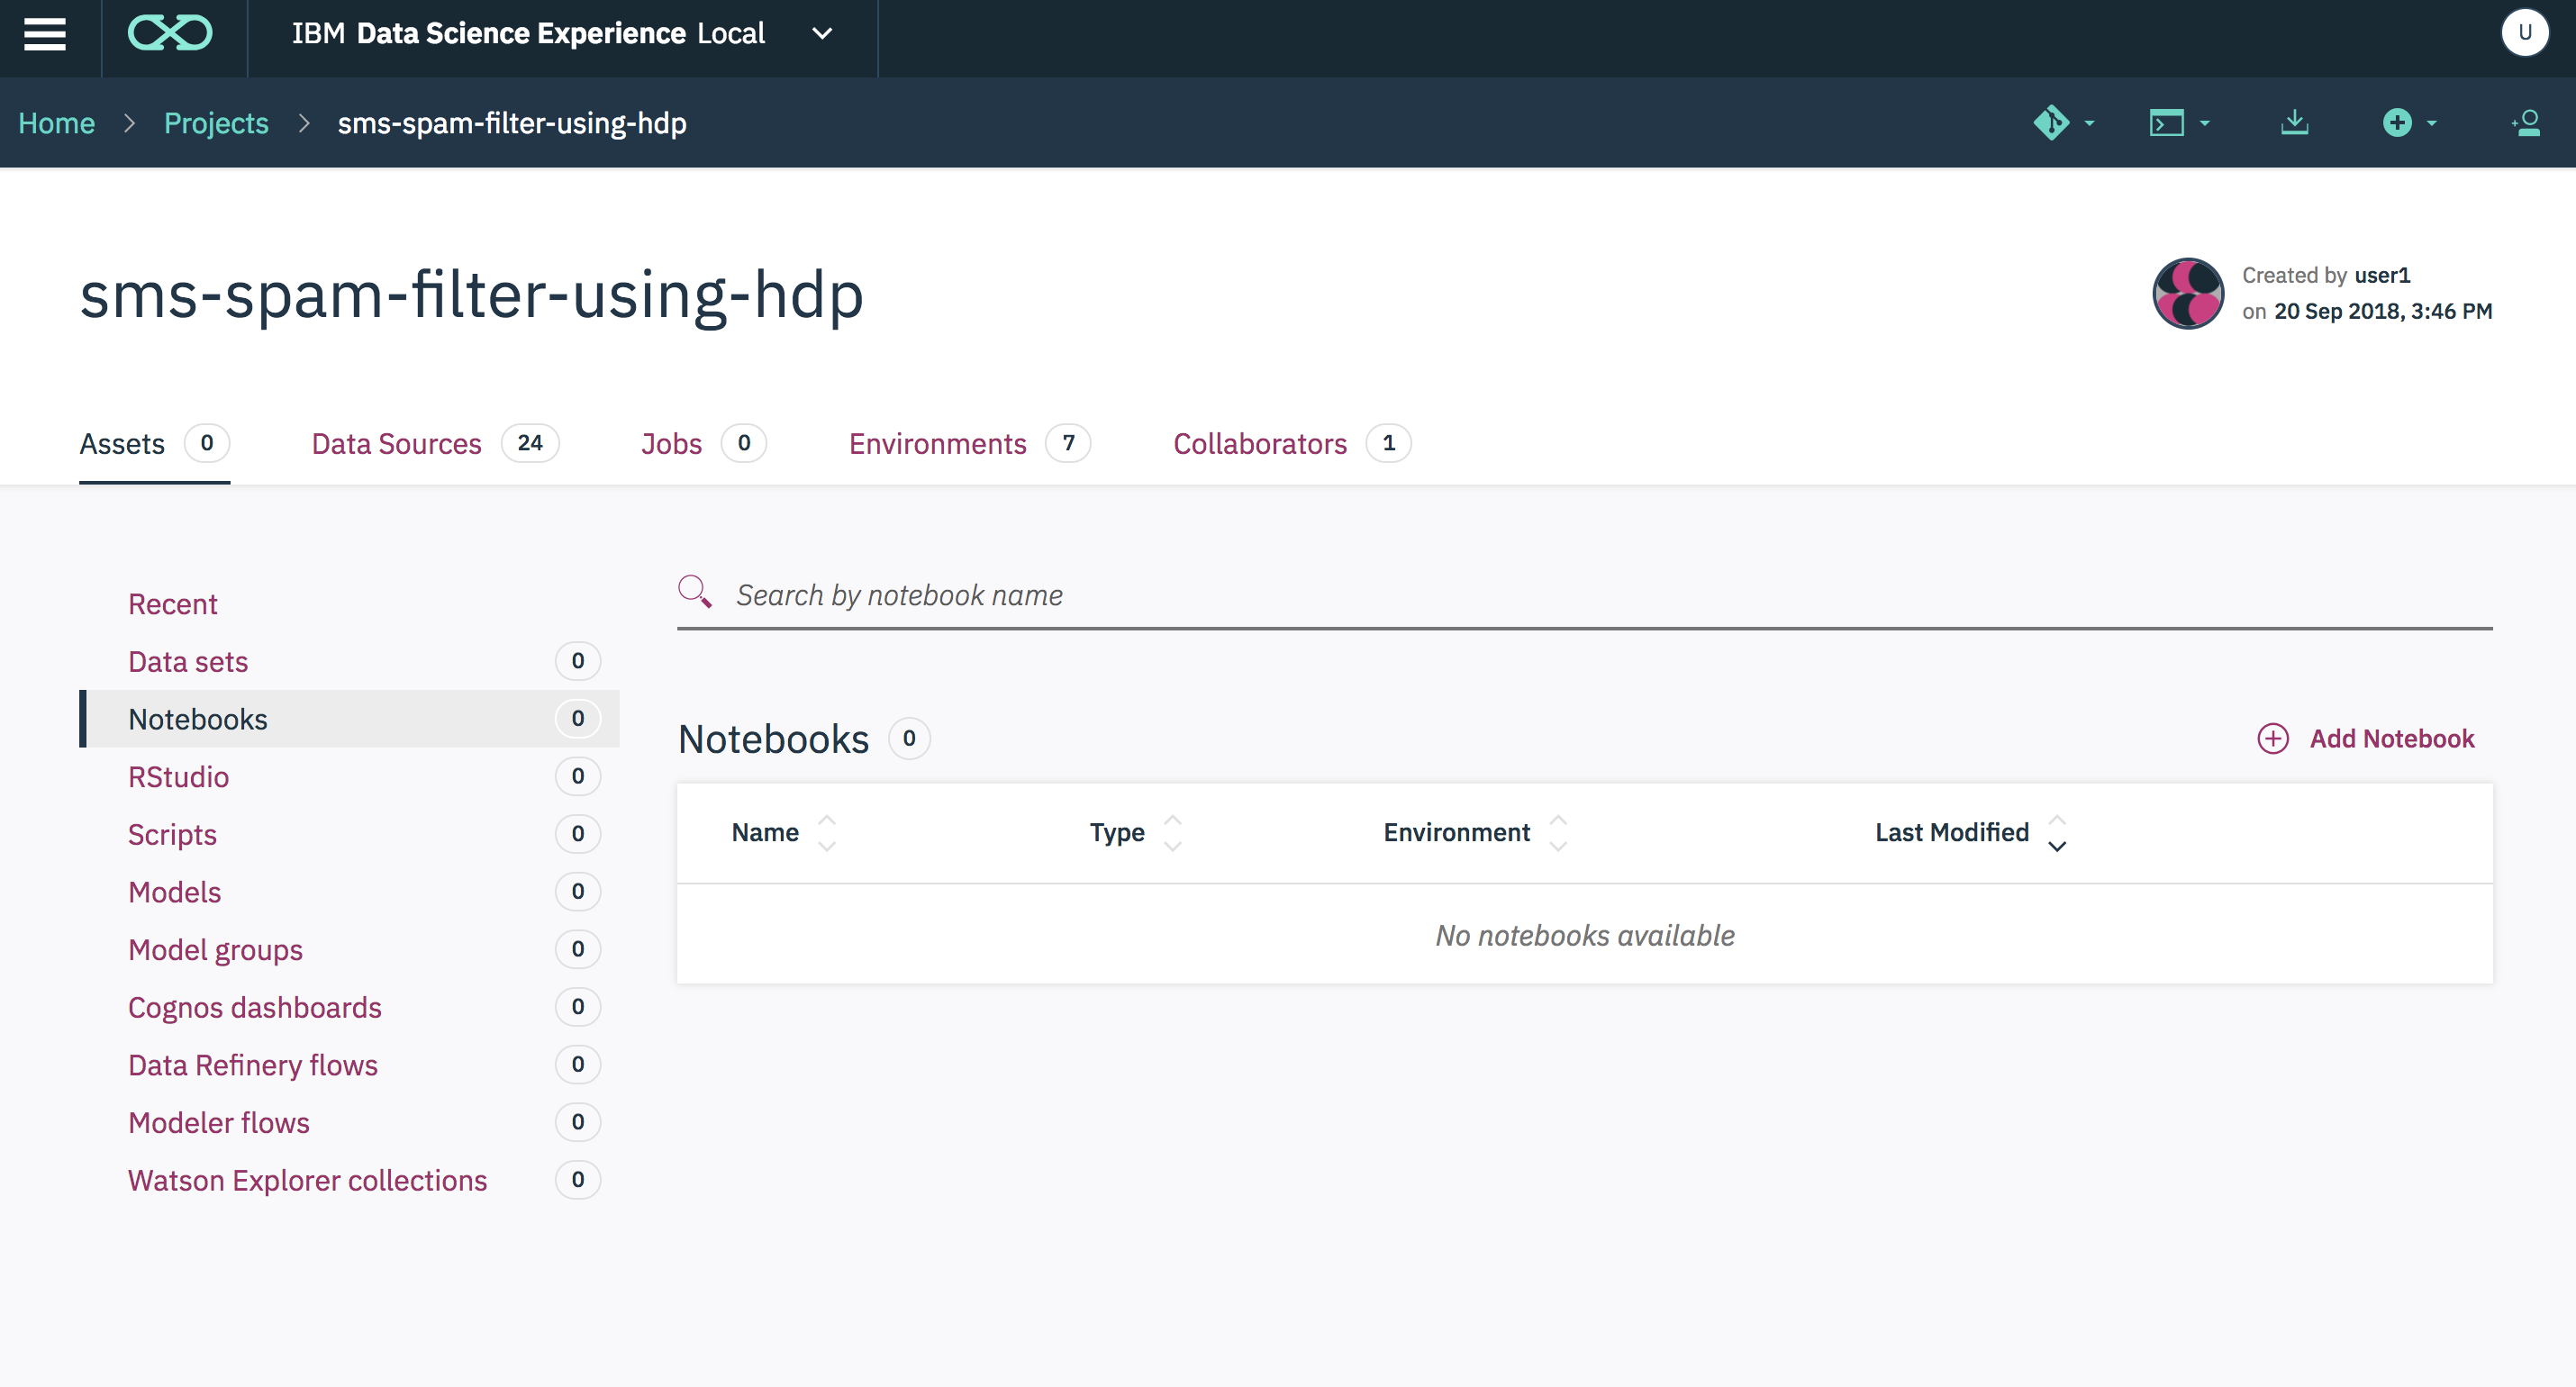 IBM Data Science Experience Local
U
Home > Projects > sms-spam-filter-using-hdp
sms-spam-filter-using-hdp
Created by user1
on 20 Sep 2018, 3:46 PM
Assets 0 Data Sources 24 Jobs 0 Environments 7 Collaborators 1
Recent
Data sets 0
Notebooks 0
RStudio 0
Scripts 0
Models 0
Model groups 0
Cognos dashboards 0
Data Refinery flows 0
Modeler flows 0
Watson Explorer collections 0
Search by notebook name
Notebooks 0
Add Notebook
Name Type Environment Last Modified
No notebooks available